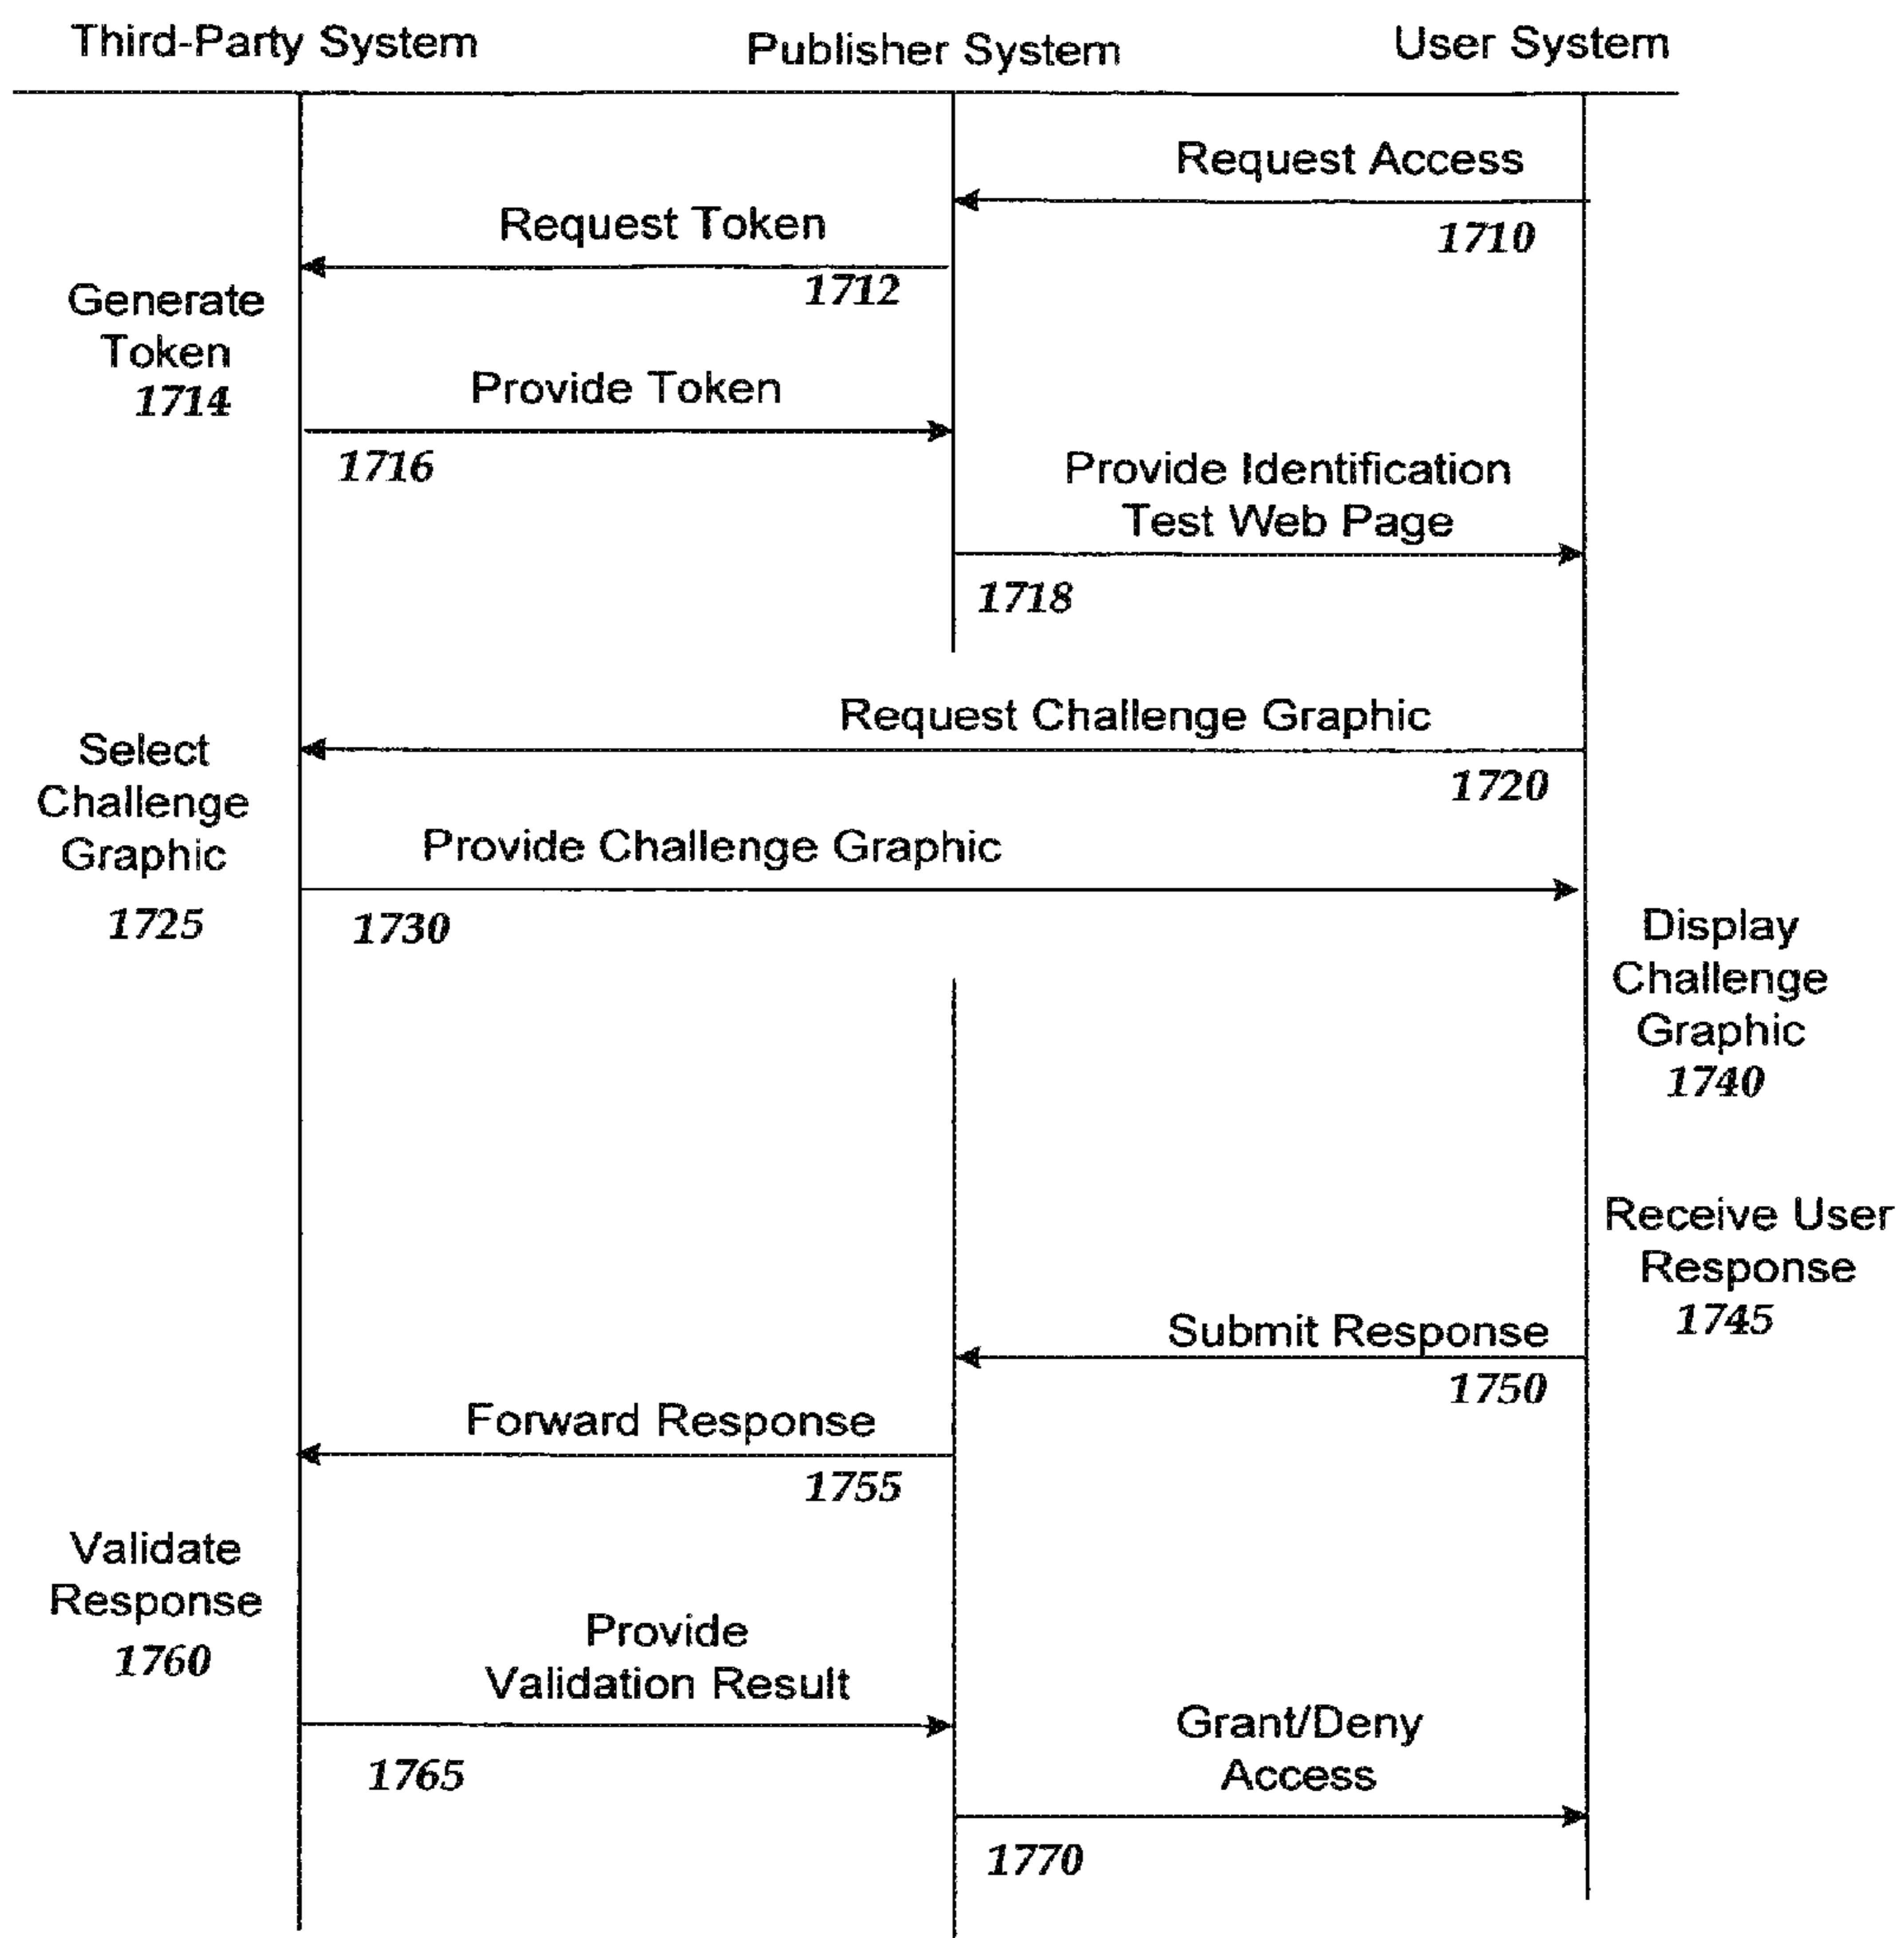 Third-Party System
Publisher System
User System
Request Access
1710
Request Token
1712
Generate
Token
1714
Provide Token
1716
Provide Identification
Test Web Page
1718
Request Challenge Graphic
1720
Select
Challenge
Graphic
1725
Provide Challenge Graphic
1730
Display
Challenge
Graphic
1740
Receive User
Response
1745
Submit Response
1750
Forward Response
1755
Validate
Response
1760
Provide
Validation Result
1765
Grant/Deny
Access
1770